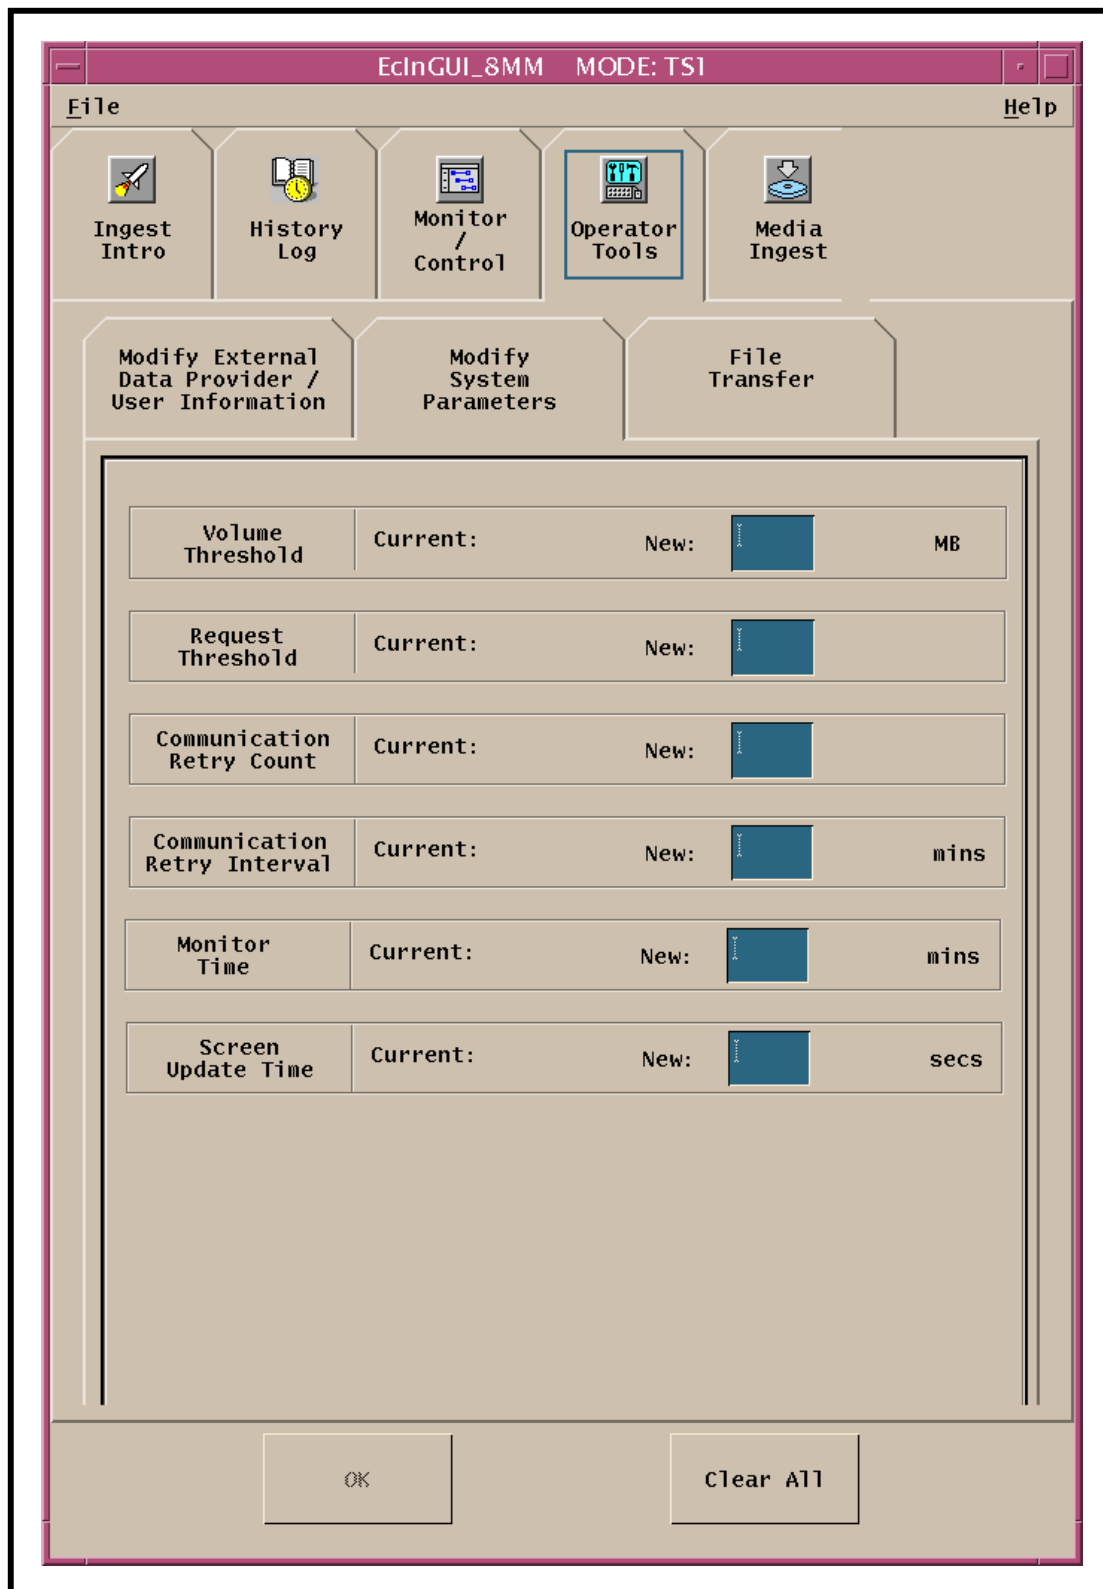 EcInGUI_8MM MODE: TS1
File Help
Ingest
Intro
History
Log
Monitor
/
Control
Operator
Tools
Media
Ingest
Modify External
Data Provider /
User Information
Modify
System
Parameters
File
Transfer
Volume
Threshold
Current: New: MB
Request
Threshold
Current: New:
Communication
Retry Count
Current: New:
Communication
Retry Interval
Current: New: mins
Monitor
Time
Current: New: mins
Screen
Update Time
Current: New: secs
OK Clear All